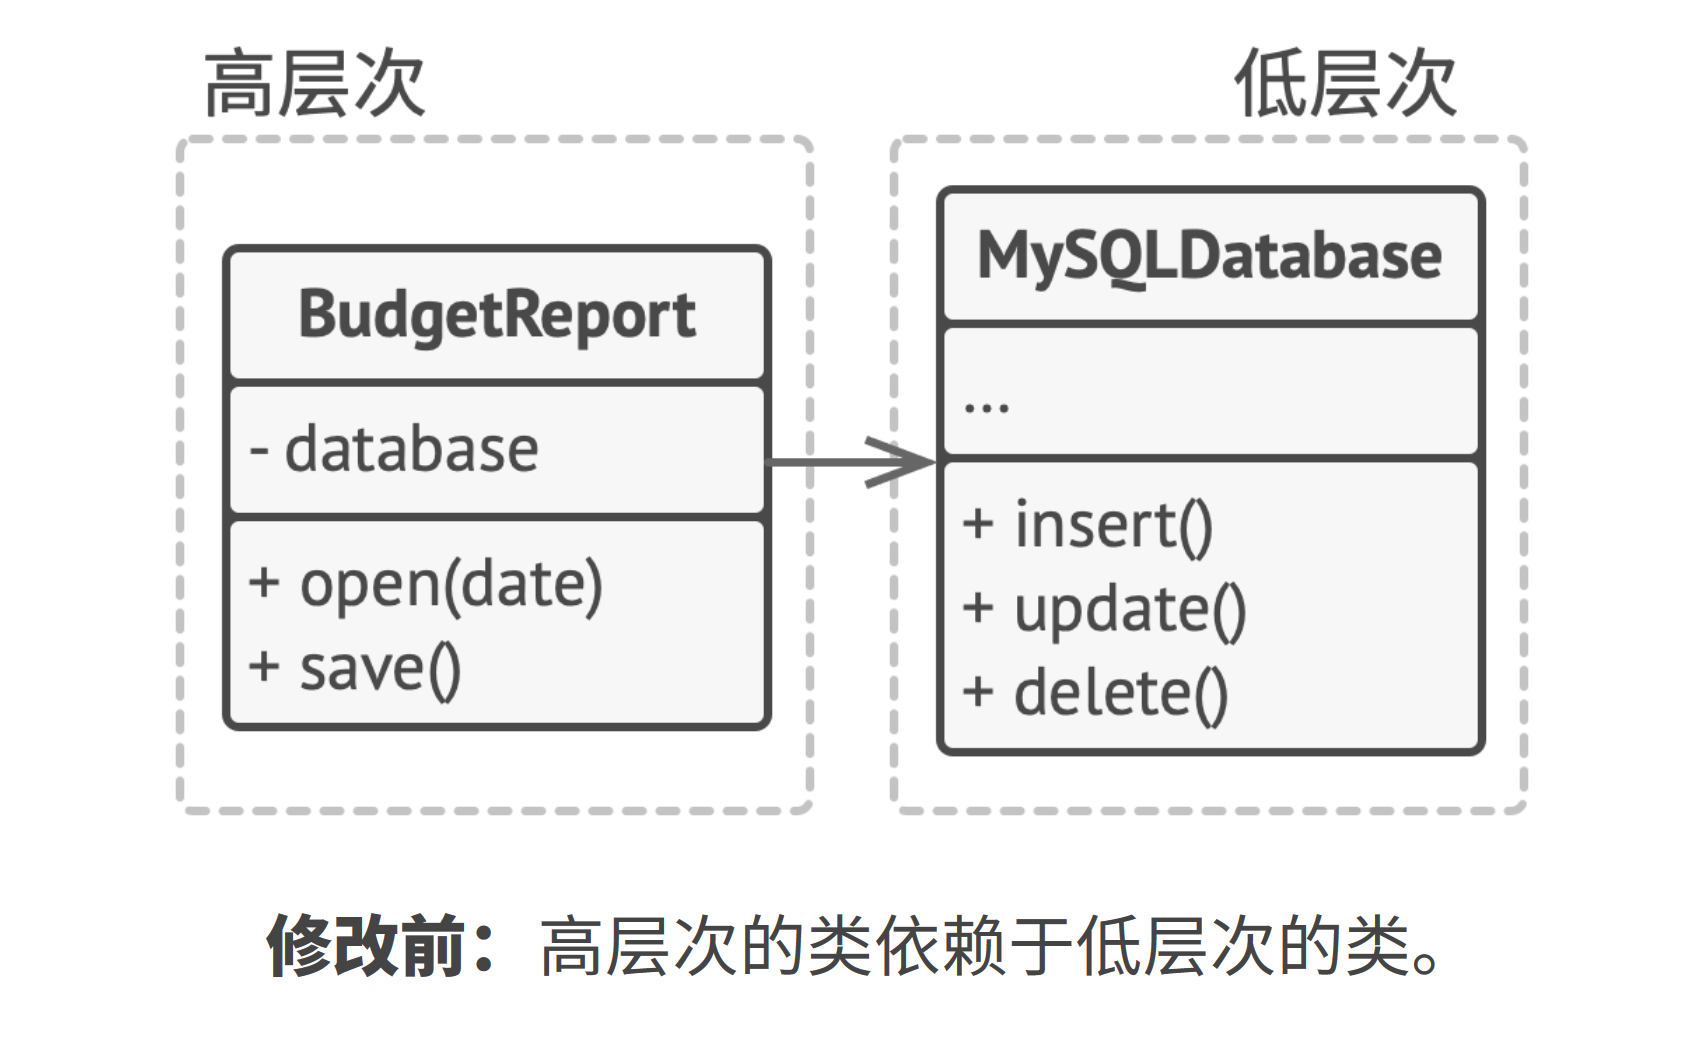 高层次
低层次
BudgetReport
- database
+ open(date)
+ save()
MySQLDatabase
...
+ insert()
+ update()
+ delete()
修改前：高层次的类依赖于低层次的类。